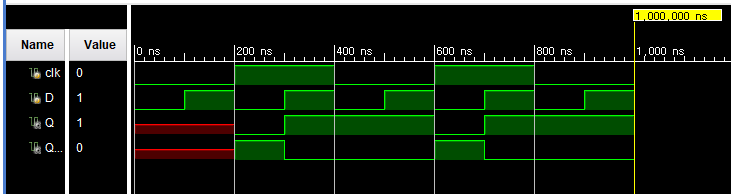 1,000,000 ns
Name Value
0 ns 200 ns 400 ns 600 ns 800 ns 1,000 ns
clk 0
D 1
Q 1
Q... 0